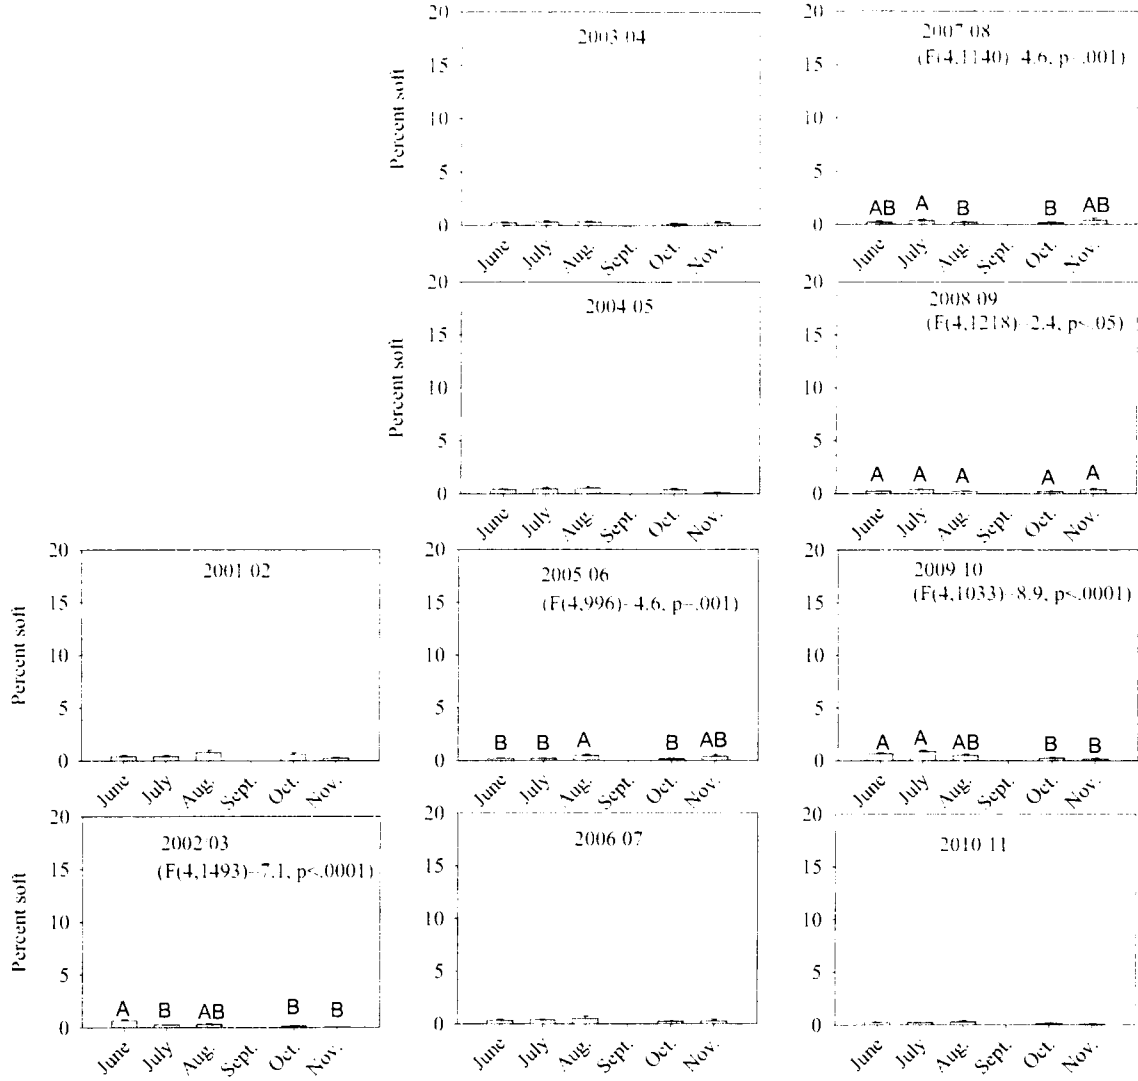 Percent soft
20
15
10
5
0
2003 04
June July Aug. Sept. Oct. Nov.
20
15
10
5
0
2007 08
(F(4,1140)-4.6, p-.001)
AB A B B AB
June July Aug. Sept. Oct. Nov.
Percent soft
20
15
10
5
0
2004 05
June July Aug. Sept. Oct. Nov.
20
15
10
5
0
2008 09
(F(4,1218)-2.4, p<.05)
A A A A A
June July Aug. Sept. Oct. Nov.
Percent soft
20
15
10
5
0
2001 02
June July Aug. Sept. Oct. Nov.
20
15
10
5
0
2005 06
(F(4,996)-4.6, p-.001)
B B A B AB
June July Aug. Sept. Oct. Nov.
20
15
10
5
0
2009 10
(F(4,1033)-8.9, p<.0001)
A A AB B B
June July Aug. Sept. Oct. Nov.
Percent soft
20
15
10
5
0
2002 03
(F(4,1493)-7.1, p<.0001)
A B AB B B
June July Aug. Sept. Oct. Nov.
20
15
10
5
0
2006 07
June July Aug. Sept. Oct. Nov.
20
15
10
5
0
2010 11
June July Aug. Sept. Oct. Nov.